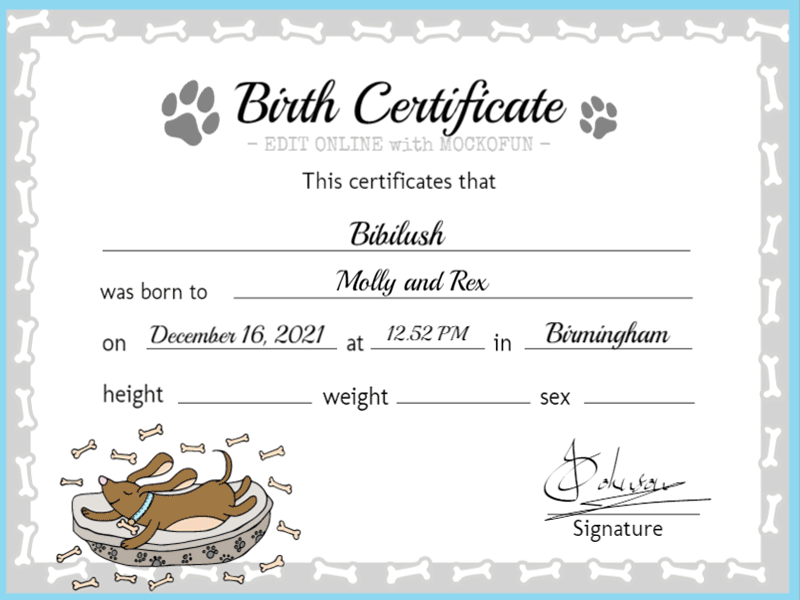 Birth Certificate
- EDIT ONLINE with MOCKOFUN -
This certificates that
Bibilush
was born to Molly and Rex
on December 16, 2021 at 12.52 PM in Birmingham
height weight sex
Signature